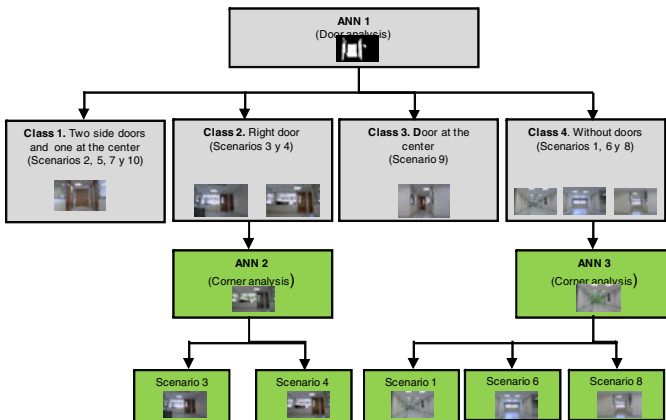 ANN 1
(Door analysis)
Class 1. Two side doors
and one at the center
(Scenarios 2, 5, 7 y 10)
Class 2. Right door
(Scenarios 3 y 4)
Class 3. Door at the
center
(Scenario 9)
Class 4. Without doors
(Scenarios 1, 6 y 8)
ANN 2
(Corner analysis)
ANN 3
(Corner analysis)
Scenario 3
Scenario 4
Scenario 1
Scenario 6
Scenario 8